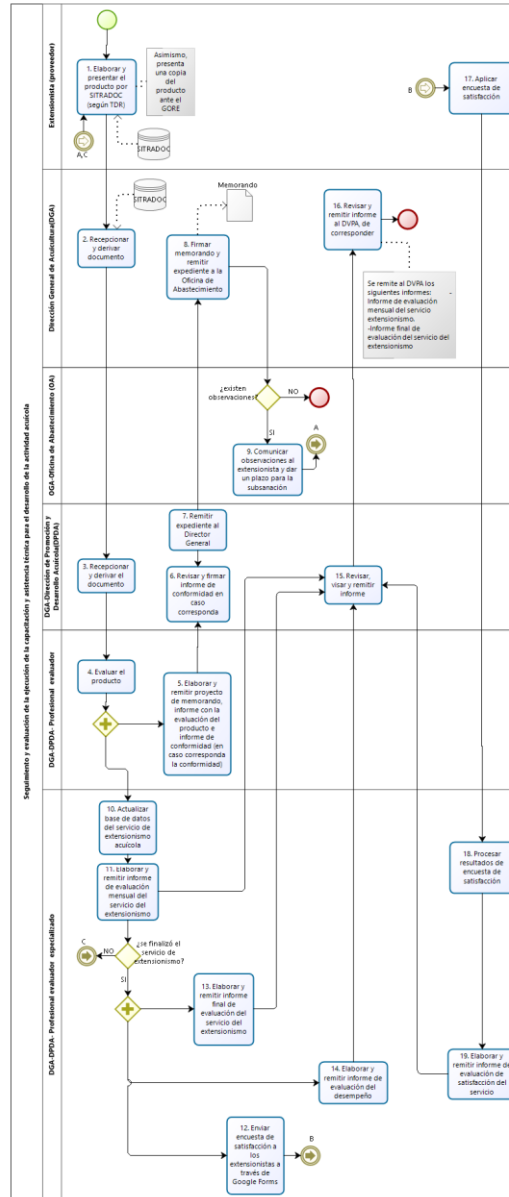 Seguimiento y evaluación de la ejecución de la capacitación y asistencia técnica para el desarrollo de la actividad acuícola
Extensionista (proveedor)
1. Elaborar y
presentar el
producto por
SITRADOC
(según TDR)
Asimismo,
presenta una
copia del
producto
ante el
GORE
A,C
SITRADOC
B
17. Aplicar
encuesta de
satisfacción
Dirección General de Acuicultura(DGA)
SITRADOC
2. Recepcionar
y derivar
documento
Memorando
8. Firmar
memorando y
remitir
expediente a la
Oficina de
Abastecimiento
16. Revisar y
remitir informe
al DVPA, de
corresponder
Se remite al DVPA los
siguientes informes: -
Informe de evaluación
mensual del servicio
extensionismo.
-Informe final de
evaluación del servicio del
extensionismo
OGA-Oficina de Abastecimiento (OA)
¿existen
observaciones?
NO
SI
A
9. Comunicar
observaciones al
extensionista y dar
un plazo para la
subsanación
DGA-Dirección de Promoción y
Desarrollo Acuícola(DPDA)
3. Recepcionar
y derivar el
documento
7. Remitir
expediente al
Director
General
6. Revisar y firmar
informe de
conformidad en
caso
corresponda
15. Revisar,
visar y remitir
informe
DGA-DPDA- Profesional evaluador
4. Evaluar el
producto
5. Elaborar y
remitir proyecto
de memorando,
informe con la
evaluación del
producto e
informe de
conformidad (en
caso corresponda
la conformidad)
DGA-DPDA- Profesional evaluador especializado
10. Actualizar
base de datos
del servicio de
extensionismo
acuícola
11. Elaborar y
remitir informe
de evaluación
mensual del
servicio del
extensionismo
C
NO
¿se finalizó el
servicio de
extensionismo?
SI
13. Elaborar y
remitir informe
final de
evaluación del
servicio del
extensionismo
14. Elaborar y
remitir informe de
evaluación del
desempeño
12. Enviar
encuesta de
satisfacción a
los
extensionistas a
través de
Google Forms
B
18. Procesar
resultados de
encuesta de
satisfacción
19. Elaborar y
remitir informe de
evaluación de
satisfacción del
servicio